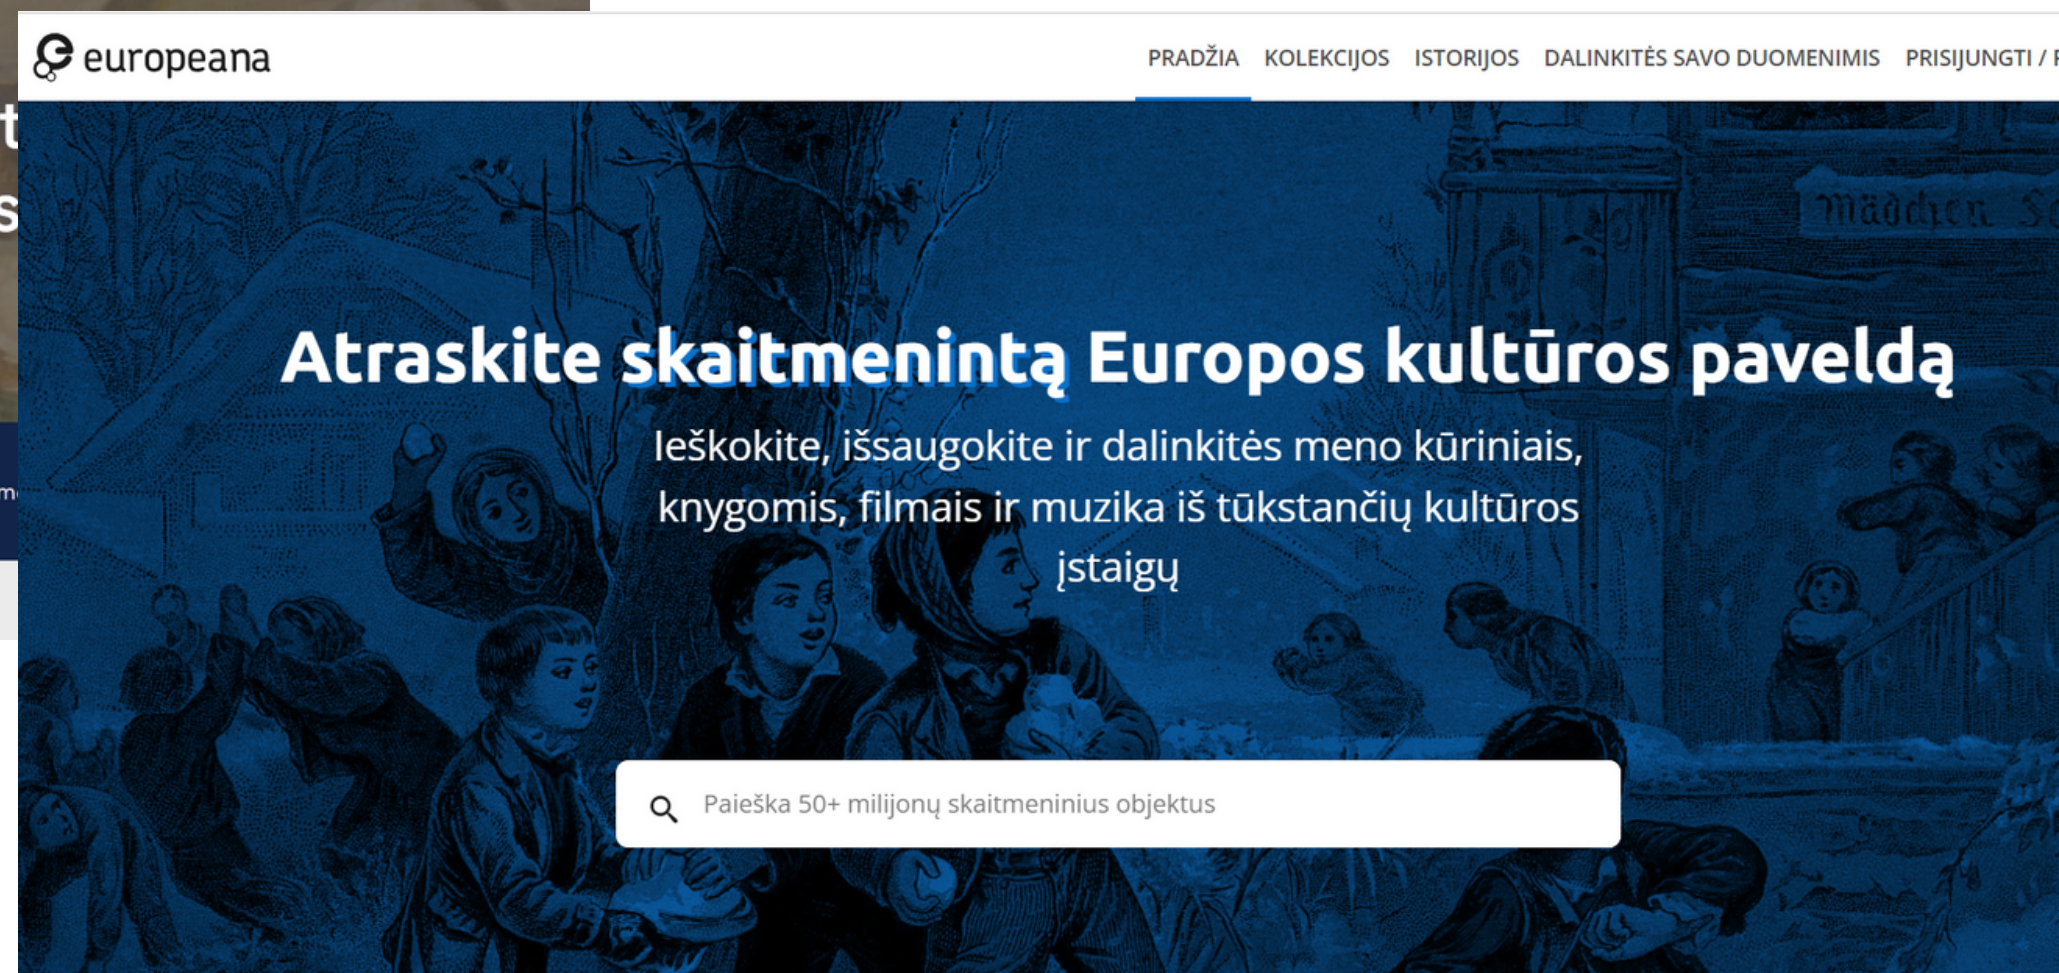 europeana
PRADŽIA KOLEKCIJOS ISTORIJOS DALINKITĖS SAVO DUOMENIMIS PRISIJUNGTI /
Mädchen
Atraskite skaitmenintą Europos kultūros paveldą
Ieškokite, išsaugokite ir dalinkitės meno kūriniais,
knygomis, filmais ir muzika iš tūkstančių kultūros
įstaigų
Paieška 50+ milijonų skaitmeninius objektus